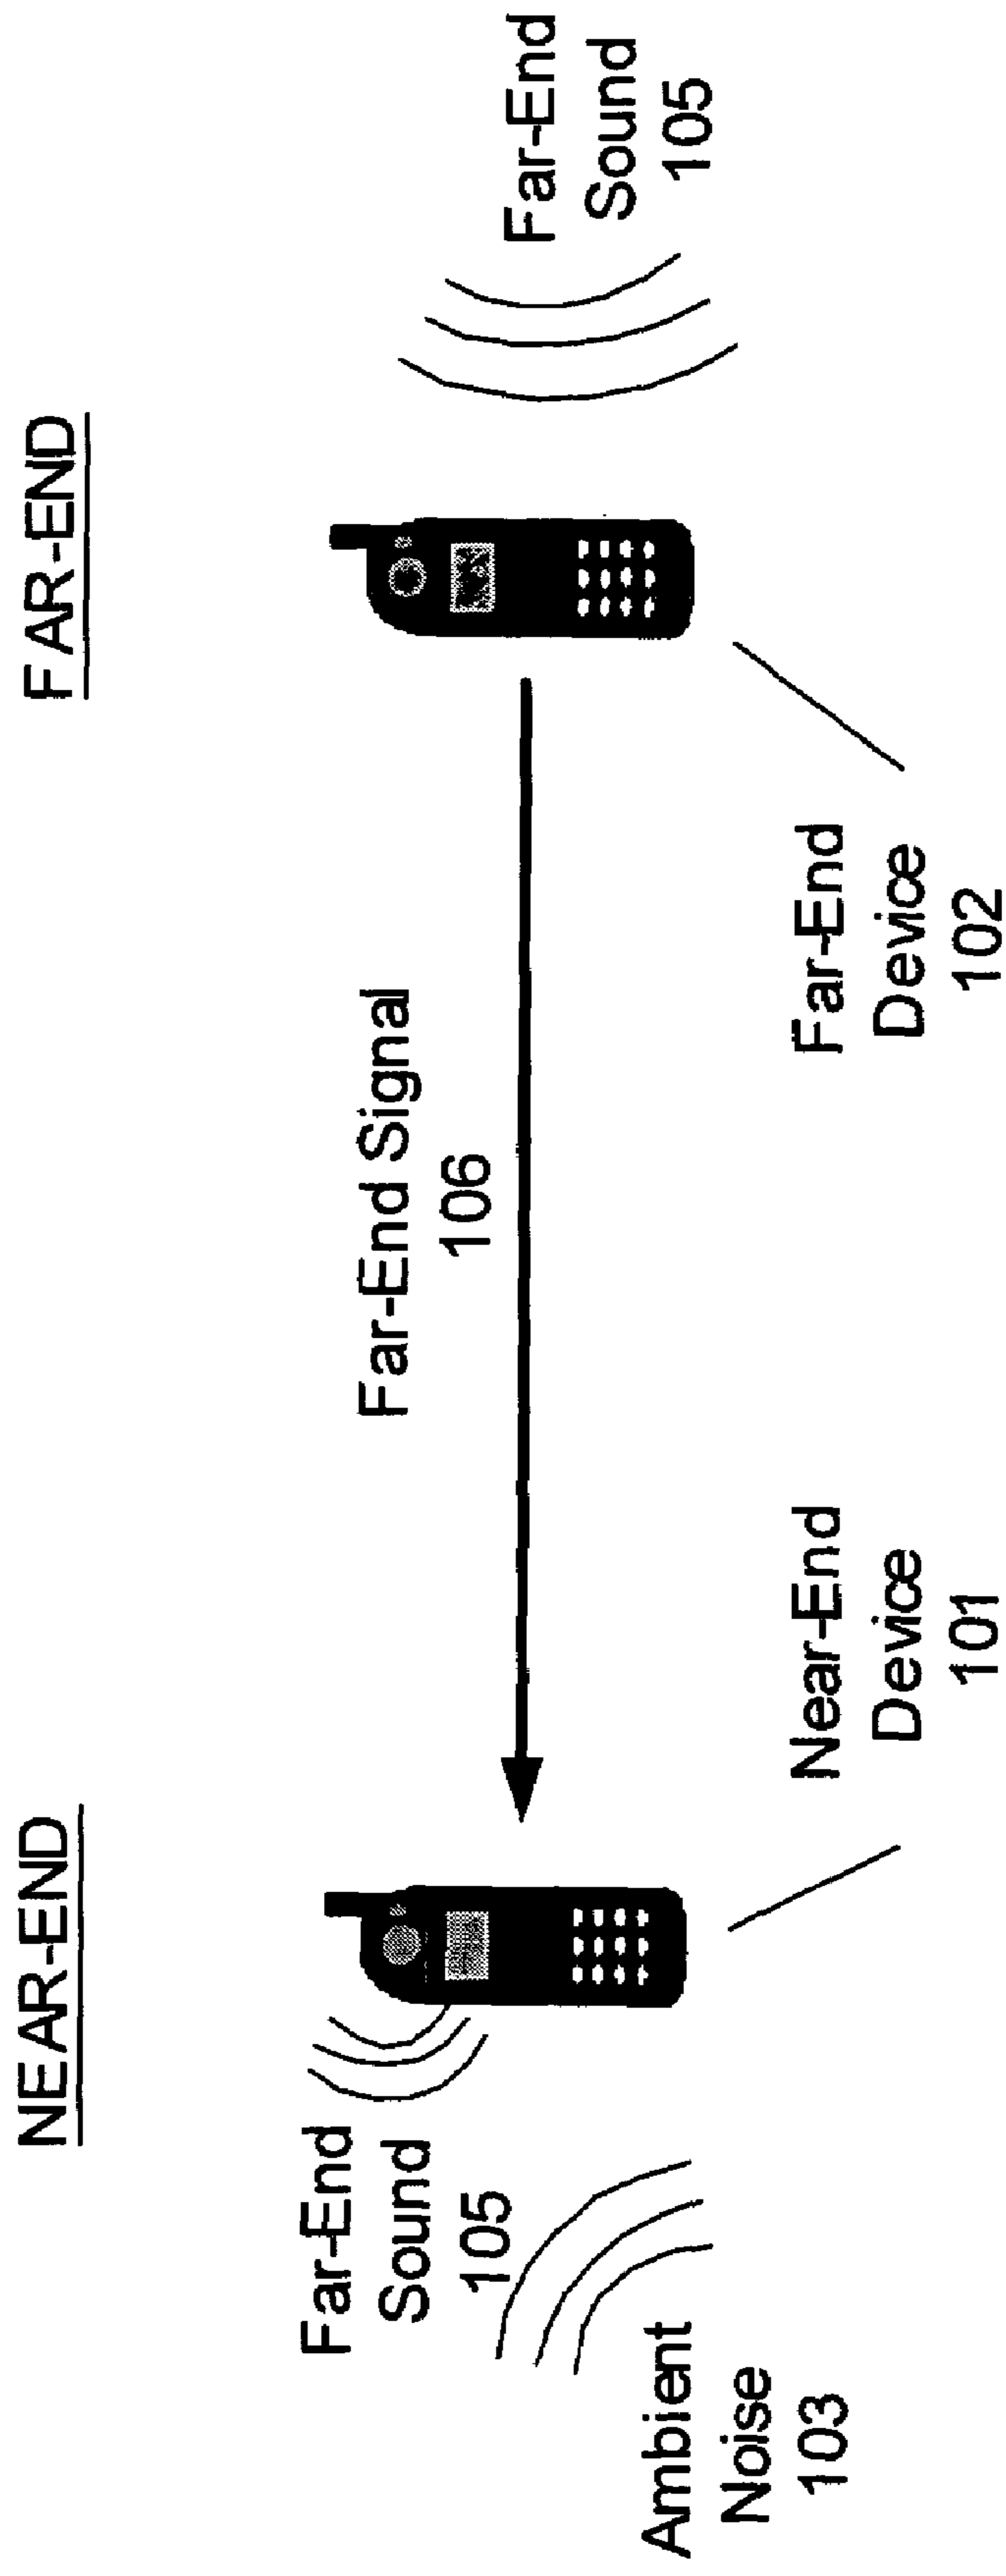 NEAR-END
FAR-END
Far-End
Sound
105
Ambient
Noise
103
Near-End
Device
101
Far-End Signal
106
Far-End
Device
102
Far-End
Sound
105